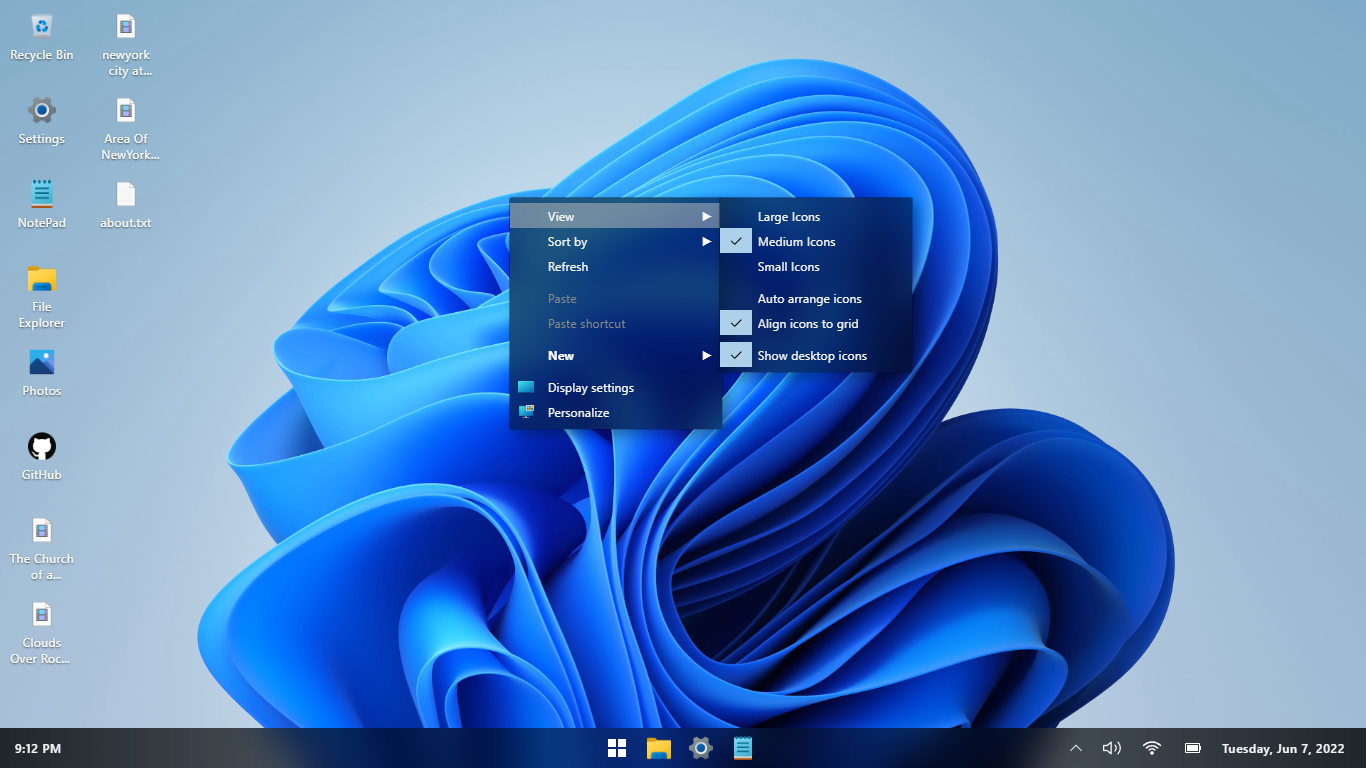 Recycle Bin
Settings
NotePad
File
Explorer
Photos
GitHub
The Church
of a...
Clouds
Over Roc...
newyork
city at...
Area Of
NewYork...
about.txt
View
Sort by
Refresh
Paste
Paste shortcut
New
Display settings
Personalize
Large Icons
Medium Icons
Small Icons
Auto arrange icons
Align icons to grid
Show desktop icons
9:12 PM
Tuesday, Jun 7, 2022